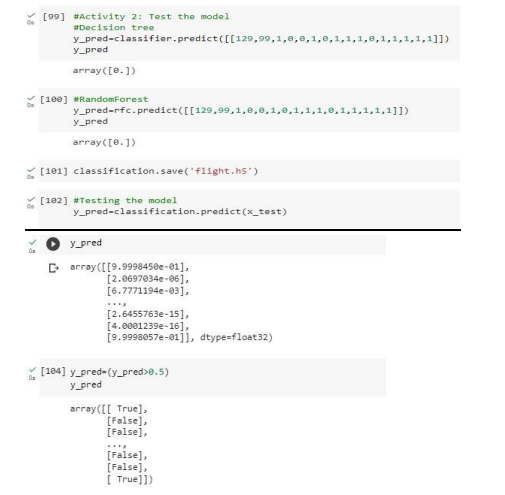 [99] #Activity 2: Test the model
#Decision tree
y_pred=classifier.predict([[129,99,1,0,0,1,0,1,1,1,0,1,1,1,1,1]])
y_pred
array([0.])
[100] #RandomForest
y_pred=rfc.predict([[129,99,1,0,0,1,0,1,1,1,0,1,1,1,1,1]])
y_pred
array([0.])
[101] classification.save('flight.h5')
[102] #Testing the model
y_pred=classification.predict(x_test)
y_pred
array([[9.9998450e-01],
[2.0697034e-06],
[6.7771194e-03],
...,
[2.6455763e-15],
[4.0001239e-16],
[9.9998057e-01]], dtype=float32)
[104] y_pred=(y_pred>0.5)
y_pred
array([[ True],
[False],
[False],
...,
[False],
[False],
[ True]])